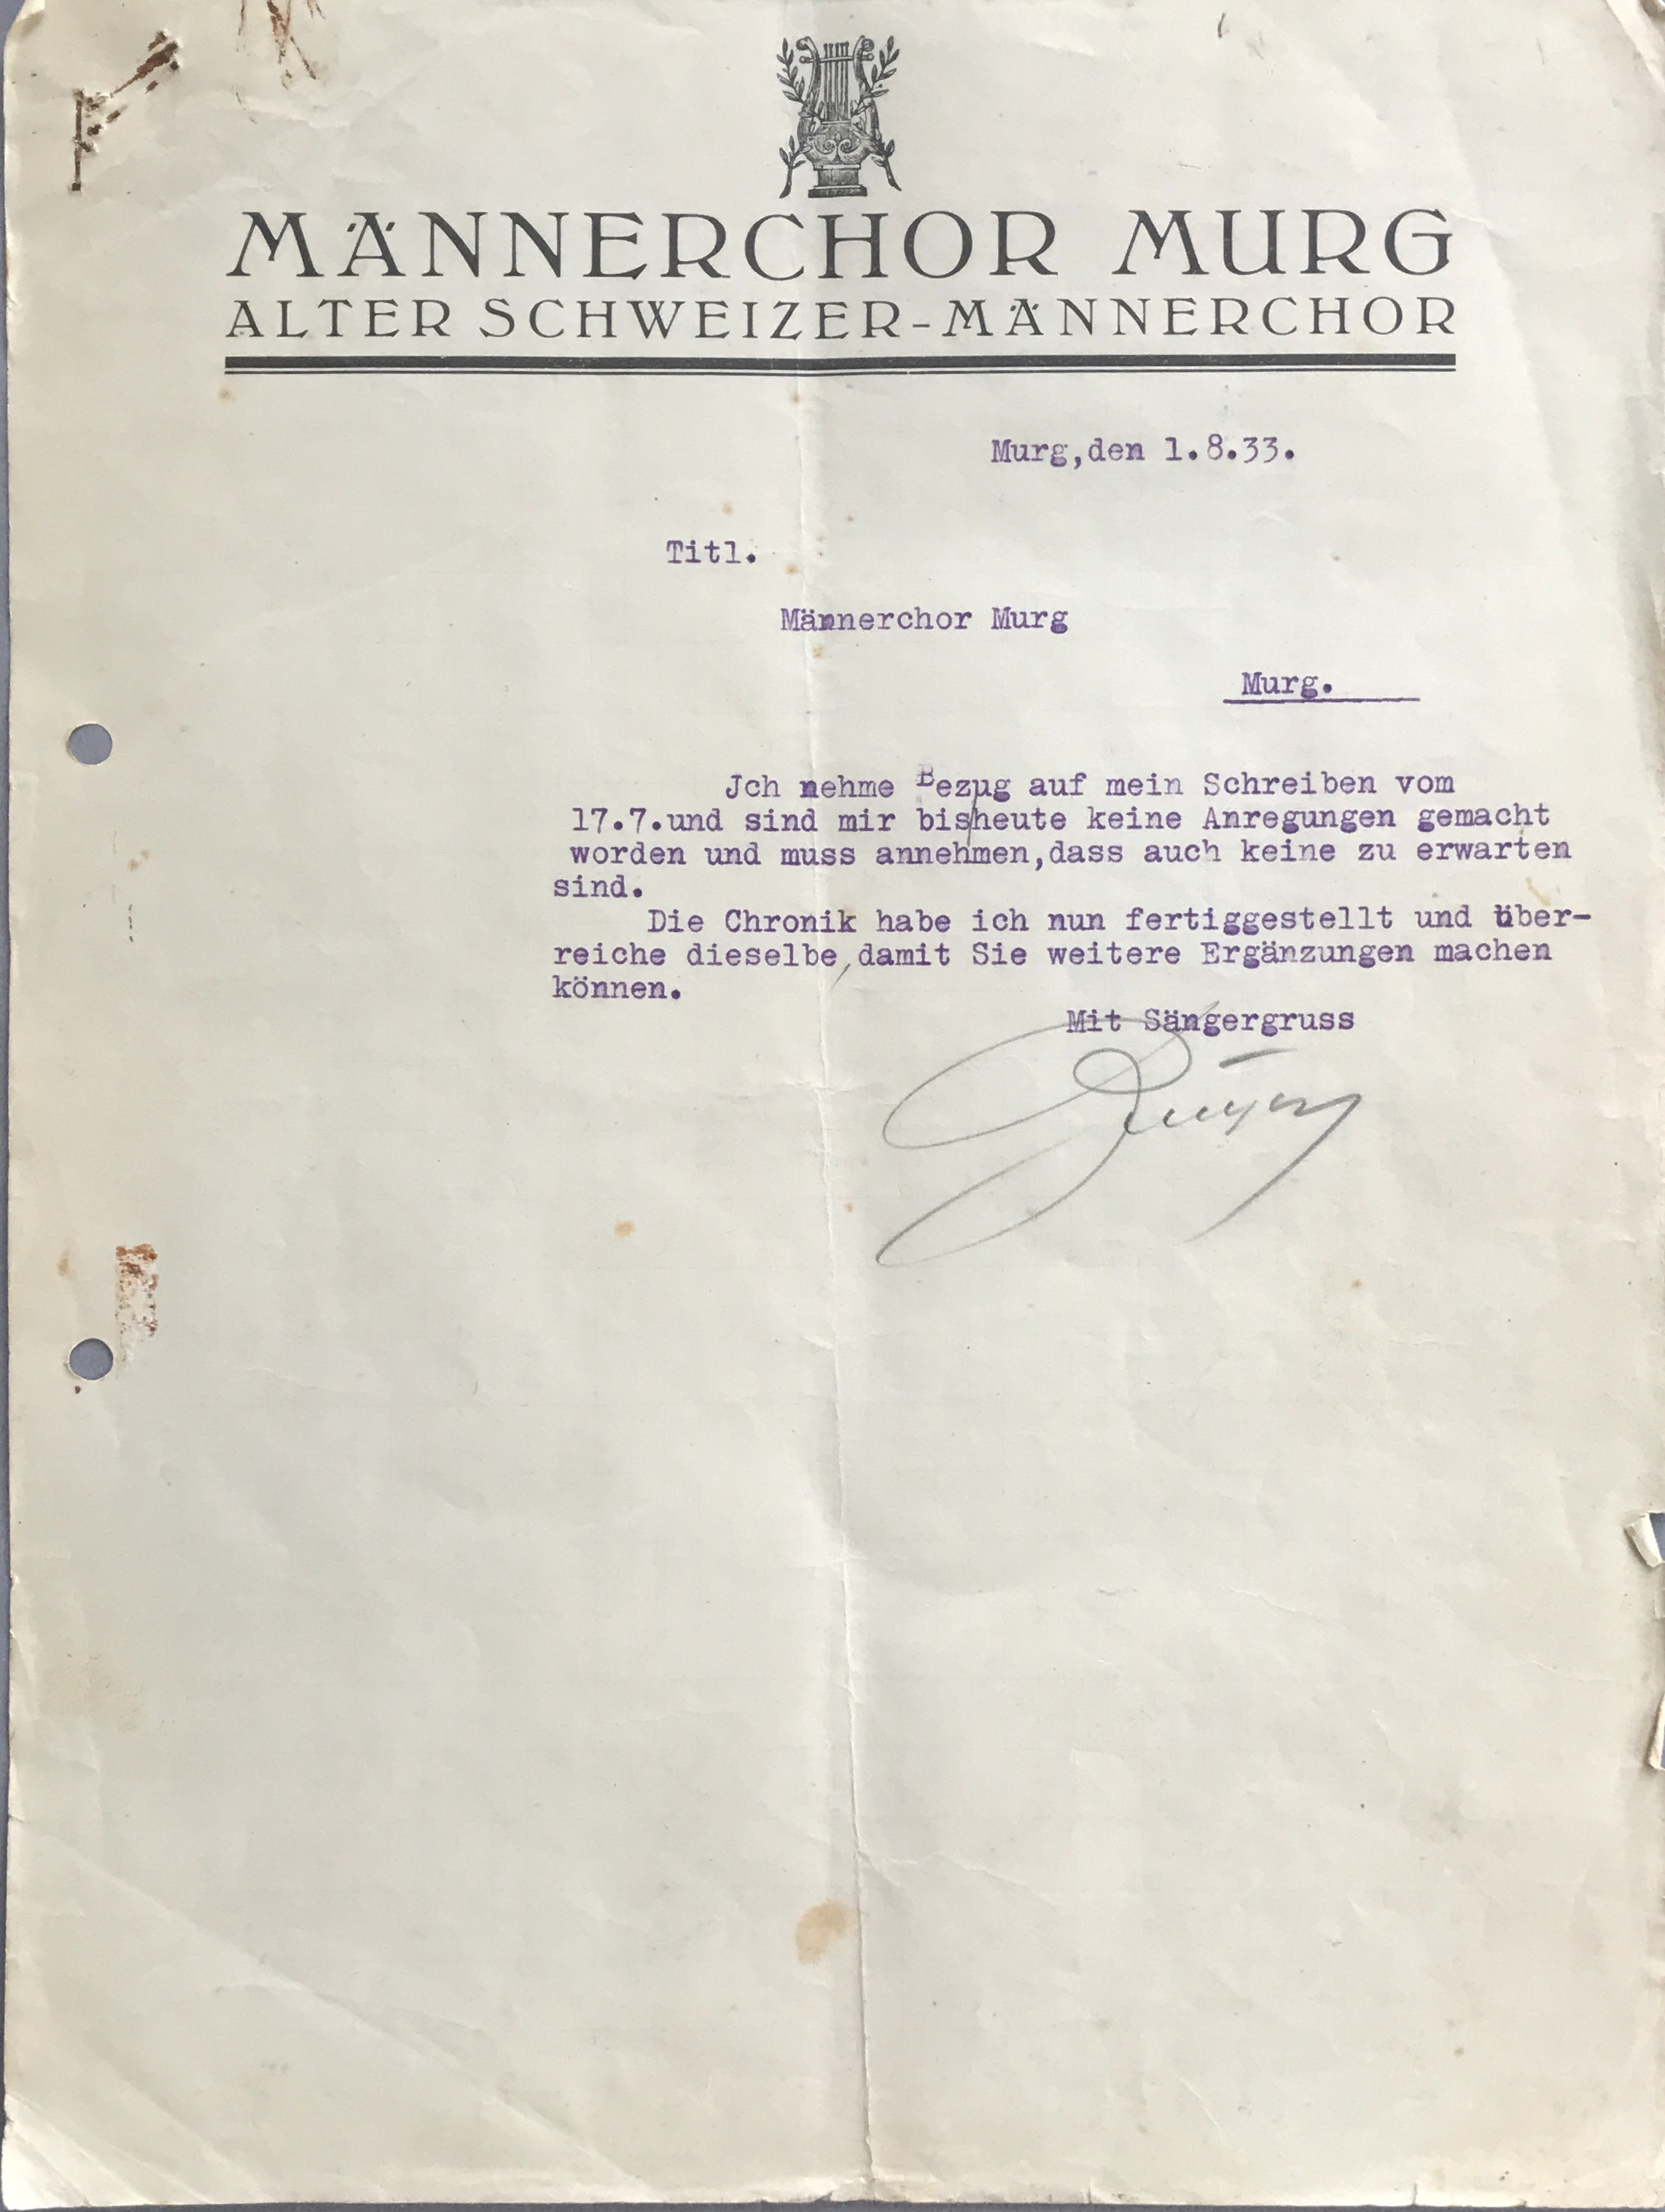 MÄNNERCHOR MURG
ALTER SCHWEIZER-MÄNNERCHOR
Murg,den 1.8.33.
Titl.
Männerchor Murg
Murg.
Jch nehme Bezug auf mein Schreiben vom
17.7.und sind mir bisheute keine Anregungen gemacht
worden und muss annehmen,dass auch keine zu erwarten
sind.
Die Chronik habe ich nun fertiggestellt und über-
reiche dieselbe,damit Sie weitere Ergänzungen machen
können.
Mit Sängergruss